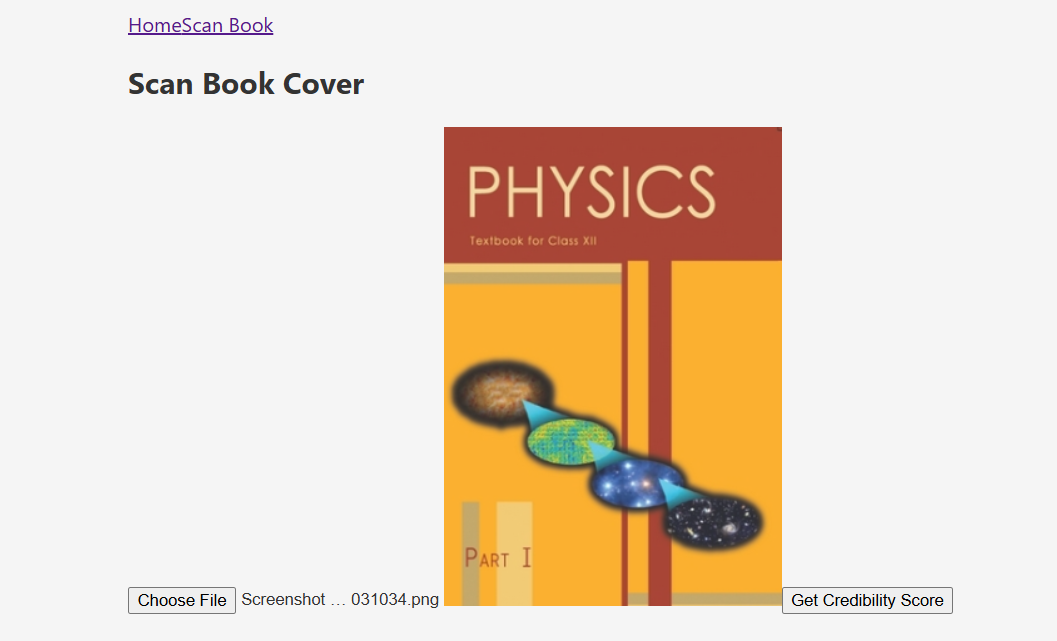 HomeScan Book
Scan Book Cover
PHYSICS
Textbook for Class XII
PART I
Choose File Screenshot … 031034.png Get Credibility Score